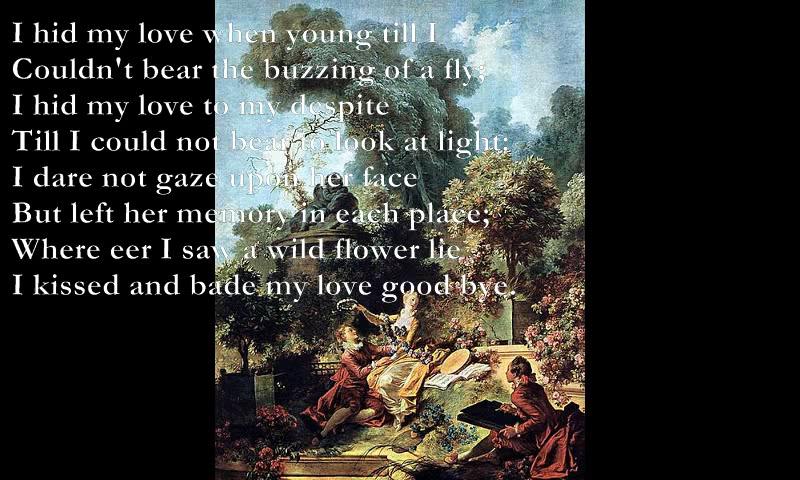 I hid my love when young till I
Couldn't bear the buzzing of a fly;
I hid my love to my despite
Till I could not bear to look at light:
I dare not gaze upon her face
But left her memory in each place;
Where eer I saw a wild flower lie
I kissed and bade my love good bye.